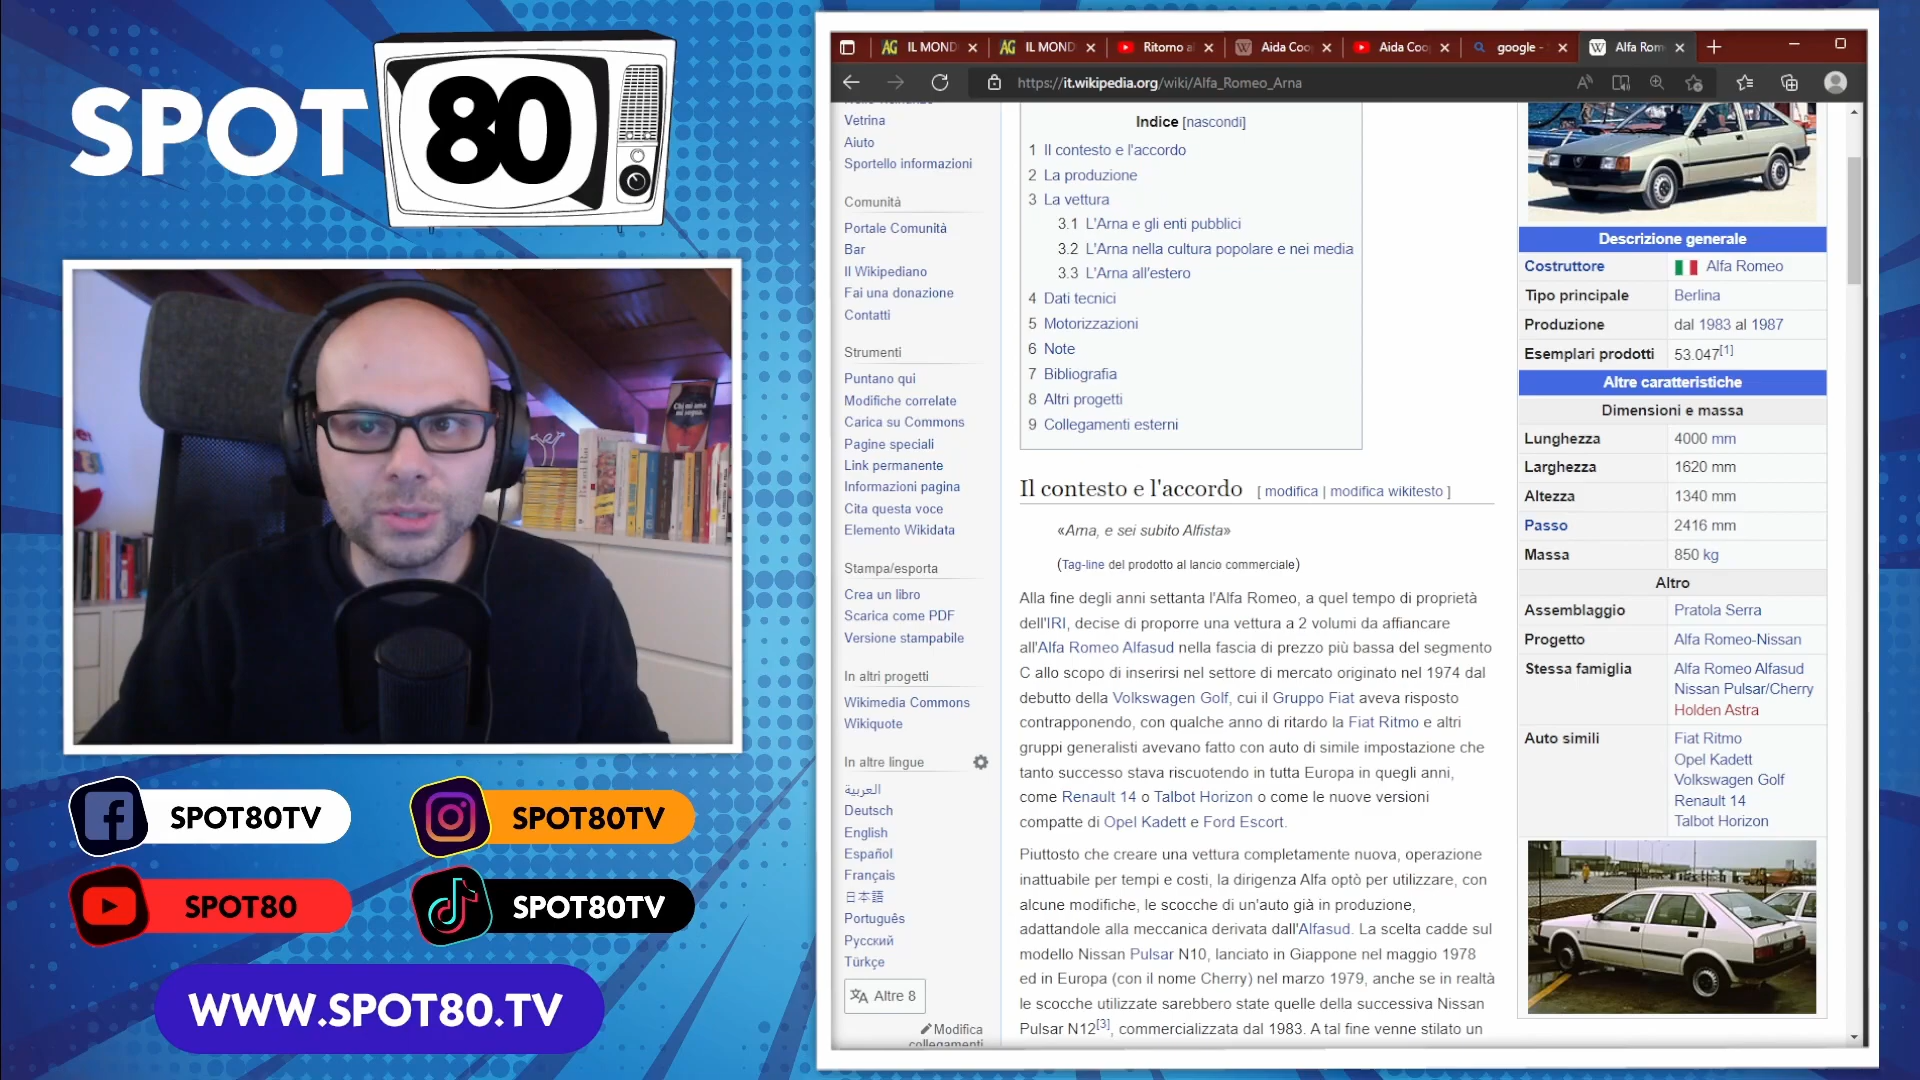 SPOT
80
SPOT80TV
SPOT80TV
SPOT80
SPOT80TV
WWW.SPOT80.TV
IL MOND
IL MOND
Ritorno a
Aida Coo
Aida Coo
google -
Alfa Rom
https://it.wikipedia.org/wiki/Alfa_Romeo_Arna
Vetrina
Aiuto
Sportello informazioni
Comunità
Portale Comunità
Bar
Il Wikipediano
Fai una donazione
Contatti
Strumenti
Puntano qui
Modifiche correlate
Carica su Commons
Pagine speciali
Link permanente
Informazioni pagina
Cita questa voce
Elemento Wikidata
Stampa/esporta
Crea un libro
Scarica come PDF
Versione stampabile
In altri progetti
Wikimedia Commons
Wikiquote
In altre lingue
العربية
Deutsch
English
Español
Français
日本語
Português
Русский
Türkçe
Altre 8
Modifica
collegamenti
Indice [nascondi]
1 Il contesto e l'accordo
2 La produzione
3 La vettura
3.1 L'Arna e gli enti pubblici
3.2 L'Arna nella cultura popolare e nei media
3.3 L'Arna all'estero
4 Dati tecnici
5 Motorizzazioni
6 Note
7 Bibliografia
8 Altri progetti
9 Collegamenti esterni
Il contesto e l'accordo [ modifica | modifica wikitesto ]
«Arna, e sei subito Alfista»
(Tag-line del prodotto al lancio commerciale)
Alla fine degli anni settanta l'Alfa Romeo, a quel tempo di proprietà
dell'IRI, decise di proporre una vettura a 2 volumi da affiancare
all'Alfa Romeo Alfasud nella fascia di prezzo più bassa del segmento
C allo scopo di inserirsi nel settore di mercato originato nel 1974 dal
debutto della Volkswagen Golf, cui il Gruppo Fiat aveva risposto
contrapponendo, con qualche anno di ritardo la Fiat Ritmo e altri
gruppi generalisti avevano fatto con auto di simile impostazione che
tanto successo stava riscuotendo in tutta Europa in quegli anni,
come Renault 14 o Talbot Horizon o come le nuove versioni
compatte di Opel Kadett e Ford Escort.
Piuttosto che creare una vettura completamente nuova, operazione
inattuabile per tempi e costi, la dirigenza Alfa optò per utilizzare, con
alcune modifiche, le scocche di un'auto già in produzione,
adattandole alla meccanica derivata dall'Alfasud. La scelta cadde sul
modello Nissan Pulsar N10, lanciato in Giappone nel maggio 1978
ed in Europa (con il nome Cherry) nel marzo 1979, anche se in realtà
le scocche utilizzate sarebbero state quelle della successiva Nissan
Pulsar N12[3], commercializzata dal 1983. A tal fine venne stilato un
Descrizione generale
Costruttore Alfa Romeo
Tipo principale Berlina
Produzione dal 1983 al 1987
Esemplari prodotti 53.047[1]
Altre caratteristiche
Dimensioni e massa
Lunghezza 4000 mm
Larghezza 1620 mm
Altezza 1340 mm
Passo 2416 mm
Massa 850 kg
Altro
Assemblaggio Pratola Serra
Progetto Alfa Romeo-Nissan
Stessa famiglia Alfa Romeo Alfasud
Nissan Pulsar/Cherry
Holden Astra
Auto simili Fiat Ritmo
Opel Kadett
Volkswagen Golf
Renault 14
Talbot Horizon